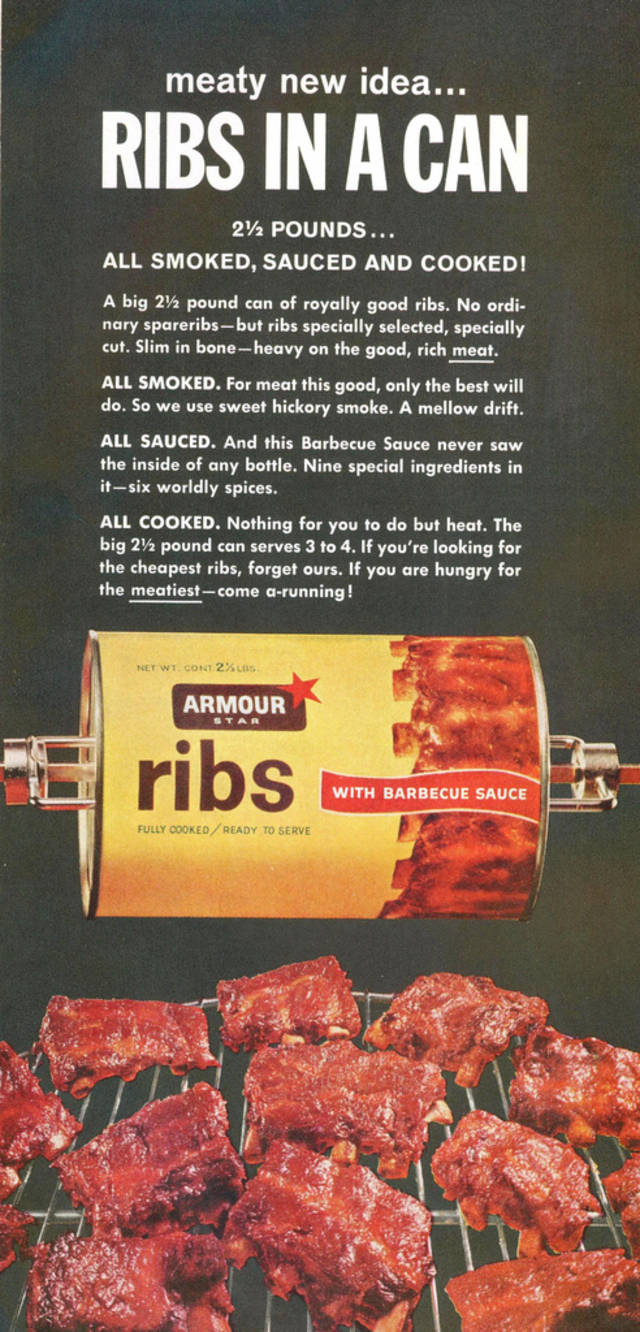 meaty new idea...
RIBS IN A CAN
2½ POUNDS...
ALL SMOKED, SAUCED AND COOKED!
A big 2½ pound can of royally good ribs. No ordi-
nary spareribs—but ribs specially selected, specially
cut. Slim in bone—heavy on the good, rich meat.
ALL SMOKED. For meat this good, only the best will
do. So we use sweet hickory smoke. A mellow drift.
ALL SAUCED. And this Barbecue Sauce never saw
the inside of any bottle. Nine special ingredients in
it—six worldly spices.
ALL COOKED. Nothing for you to do but heat. The
big 2½ pound can serves 3 to 4. If you're looking for
the cheapest ribs, forget ours. If you are hungry for
the meatiest—come a-running!
NET WT. CONT. 2½ LBS.
ARMOUR
STAR
ribs
WITH BARBECUE SAUCE
FULLY COOKED/READY TO SERVE